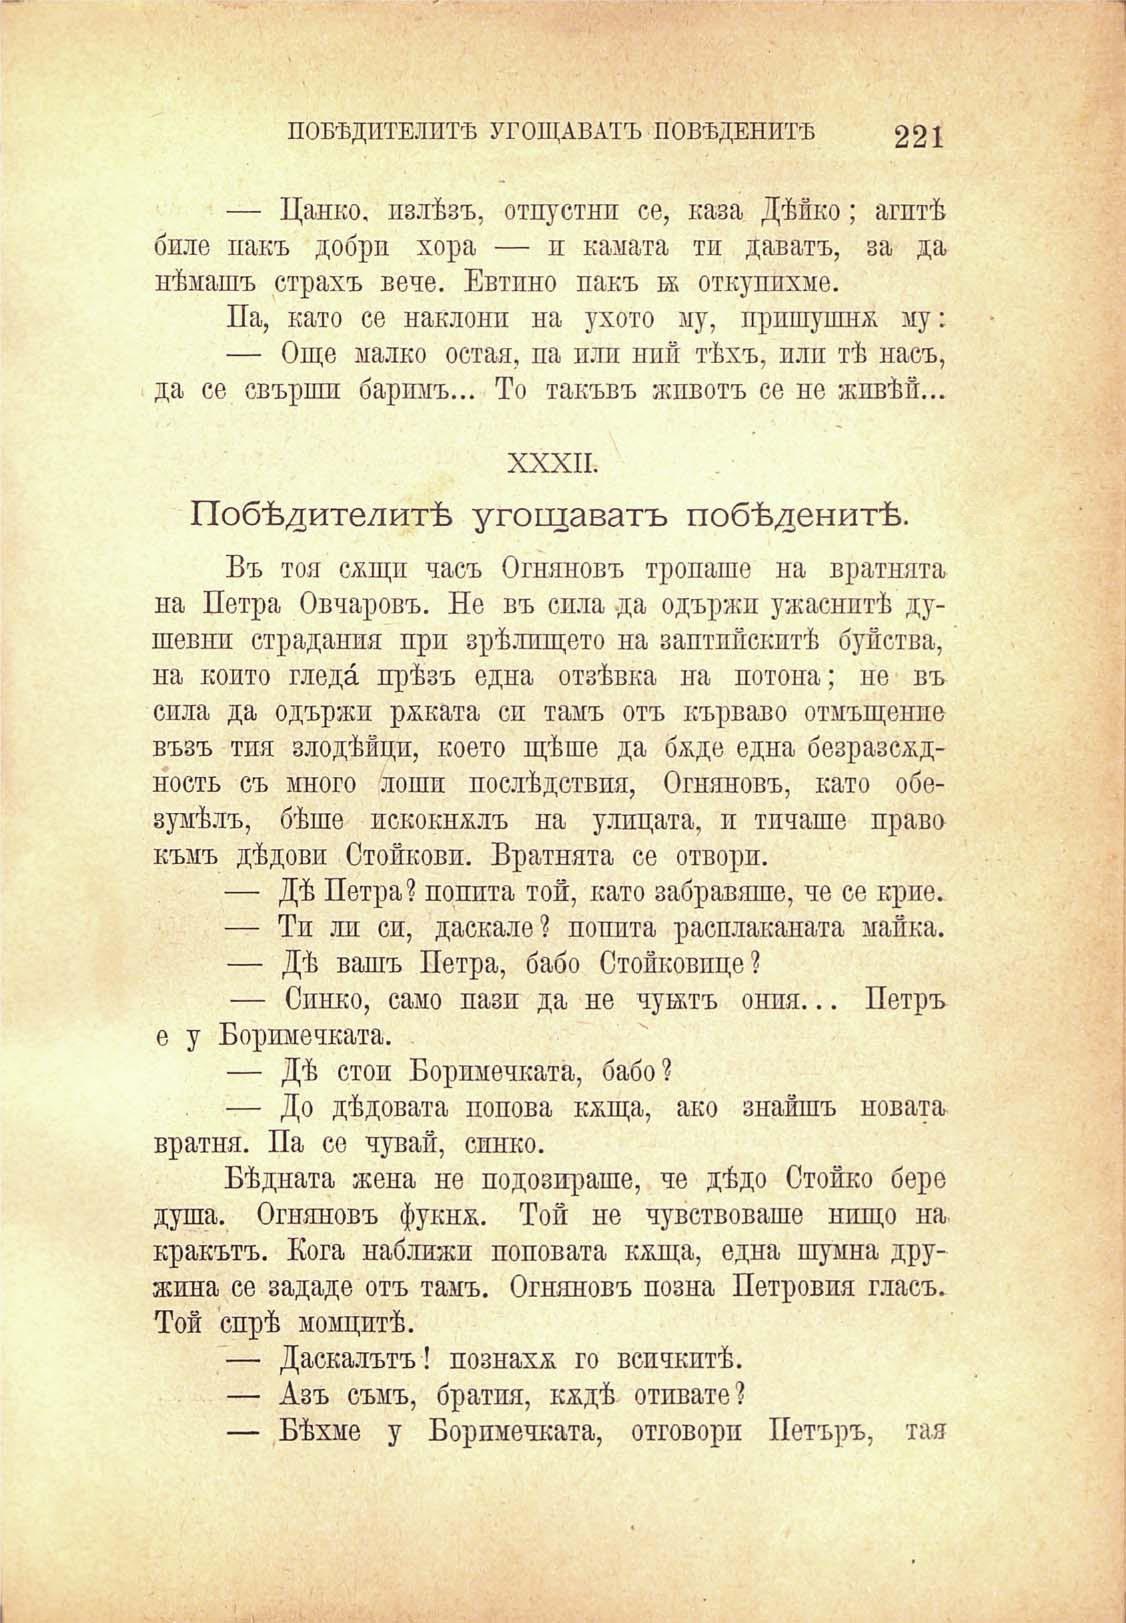 ПОБѢДИТЕЛИТѢ УГОЩАВАТЪ ПОВѢДЕНИТѢ 221
— Цанко, излѣзъ, отпустни се, каза Дѣйко; агитѣ
биле пакъ добри хора — и камата ти даватъ, за да
нѣмашъ страхъ вече. Евтино пакъ ѭ откупихме.
Па, като се наклони на ухото му, пришушнѫ му:
— Още малко остая, па или ний тѣхъ, или тѣ насъ,
да се свърши баримъ... То такъвъ животъ се не живѣй...
XXXII.
Побѣдителитѣ угощаватъ побѣденитѣ.
Въ тоя сѫщи часъ Огняновъ тропаше на вратнята
на Петра Овчаровъ. Не въ сила да одържи ужаснитѣ ду-
шевни страдания при зрѣлището на заптийскитѣ буйства,
на които гледа́ прѣзъ една отзѣвка на потона; не въ
сила да одържи рѫката си тамъ отъ кърваво отмъщение
възъ тия злодѣйци, което щѣше да бѫде една безразсѫд-
ность съ много лоши послѣдствия, Огняновъ, като обе-
зумѣлъ, бѣше искокнѫлъ на улицата, и тичаше право
къмъ дѣдови Стойкови. Вратнята се отвори.
— Дѣ Петра? попита той, като забравяше, че се крие.
— Ти ли си, даскале? попита расплаканата майка.
— Дѣ вашъ Петра, бабо Стойковице?
— Синко, само пази да не чуѭтъ ония... Петръ
е у Боримечката.
— Дѣ стои Боримечката, бабо?
— До дѣдовата попова кѫща, ако знайшъ новата
вратня. Па се чувай, синко.
Бѣдната жена не подозираше, че дѣдо Стойко бере
душа. Огняновъ фукнѫ. Той не чувствоваше нищо на
кракътъ. Кога наближи поповата кѫща, една шумна дру-
жина се зададе отъ тамъ. Огняновъ позна Петровия гласъ.
Той спрѣ момцитѣ.
— Даскалътъ! познахѫ го всичкитѣ.
— Азъ съмъ, братия, кѫдѣ отивате?
— Бѣхме у Боримечката, отговори Петъръ, тая